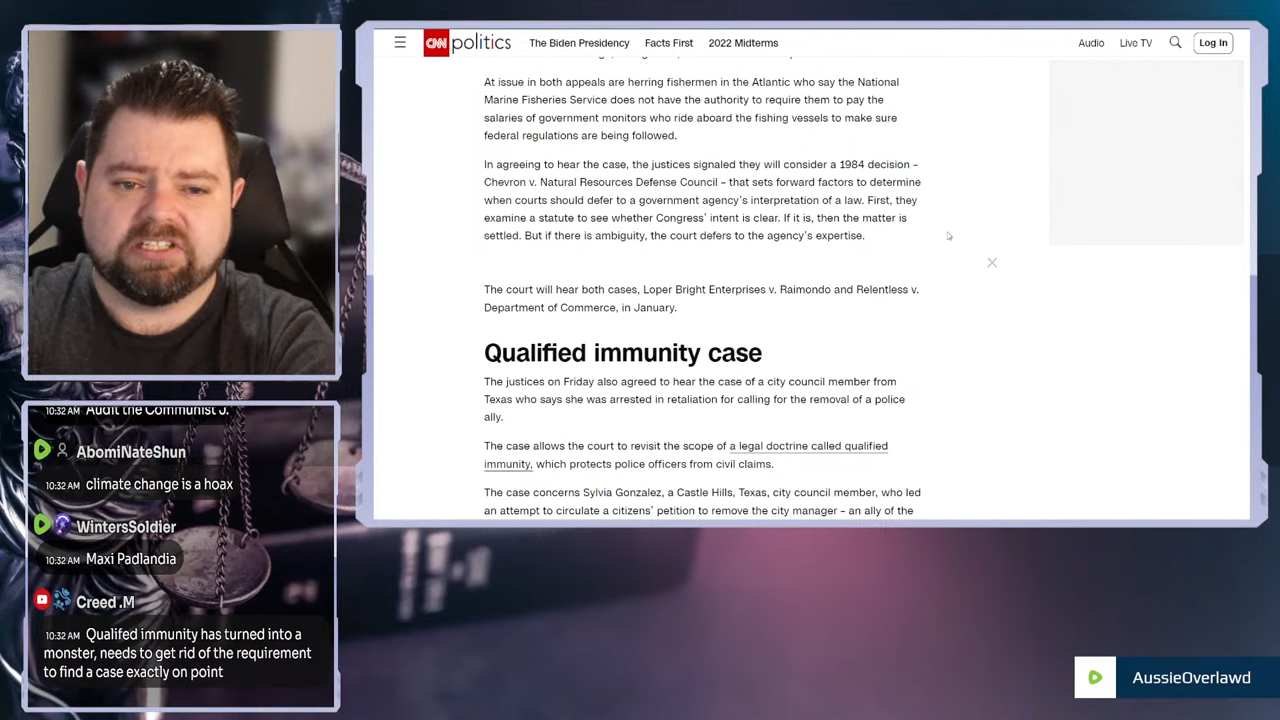 CNN politics The Biden Presidency Facts First 2022 Midterms Audio Live TV Log In
At issue in both appeals are herring fishermen in the Atlantic who say the National
Marine Fisheries Service does not have the authority to require them to pay the
salaries of government monitors who ride aboard the fishing vessels to make sure
federal regulations are being followed.
In agreeing to hear the case, the justices signaled they will consider a 1984 decision –
Chevron v. Natural Resources Defense Council – that sets forward factors to determine
when courts should defer to a government agency's interpretation of a law. First, they
examine a statute to see whether Congress' intent is clear. If it is, then the matter is
settled. But if there is ambiguity, the court defers to the agency's expertise.
The court will hear both cases, Loper Bright Enterprises v. Raimondo and Relentless v.
Department of Commerce, in January.
Qualified immunity case
The justices on Friday also agreed to hear the case of a city council member from
Texas who says she was arrested in retaliation for calling for the removal of a police
ally.
The case allows the court to revisit the scope of a legal doctrine called qualified
immunity, which protects police officers from civil claims.
The case concerns Sylvia Gonzalez, a Castle Hills, Texas, city council member, who led
an attempt to circulate a citizens' petition to remove the city manager – an ally of the
10:32 AM Audit the Communist J.
AbomiNateShun
10:32 AM climate change is a hoax
WintersSoldier
10:32 AM Maxi Padlandia
Creed .M
10:32 AM Qualifed immunity has turned into a
monster, needs to get rid of the requirement
to find a case exactly on point
AussieOverlawd